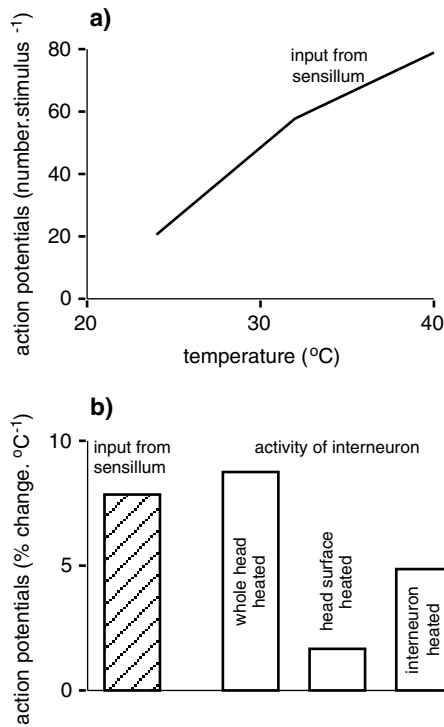 a)
action potentials (number.stimulus -1)
80
60
40
20
0
input from
sensillum
20
30
40
temperature (oC)
b)
action potentials (% change. oC-1)
10
5
0
input from
sensillum
activity of interneuron
whole head
heated
head surface
heated
interneuron
heated